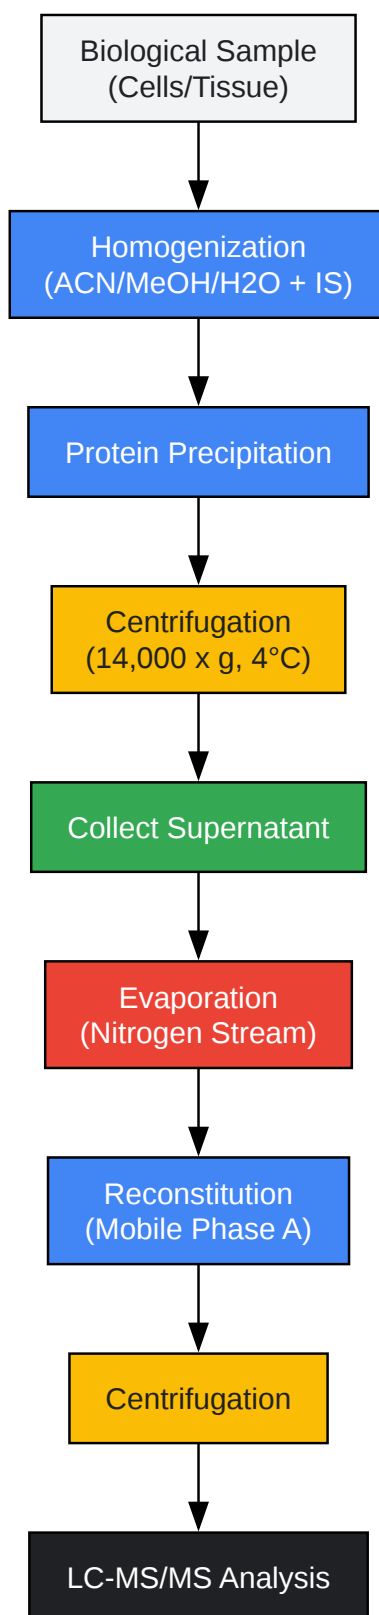 Biological Sample
(Cells/Tissue)
Homogenization
(ACN/MeOH/H2O + IS)
Protein Precipitation
Centrifugation
(14,000 x g, 4°C)
Collect Supernatant
Evaporation
(Nitrogen Stream)
Reconstitution
(Mobile Phase A)
Centrifugation
LC-MS/MS Analysis